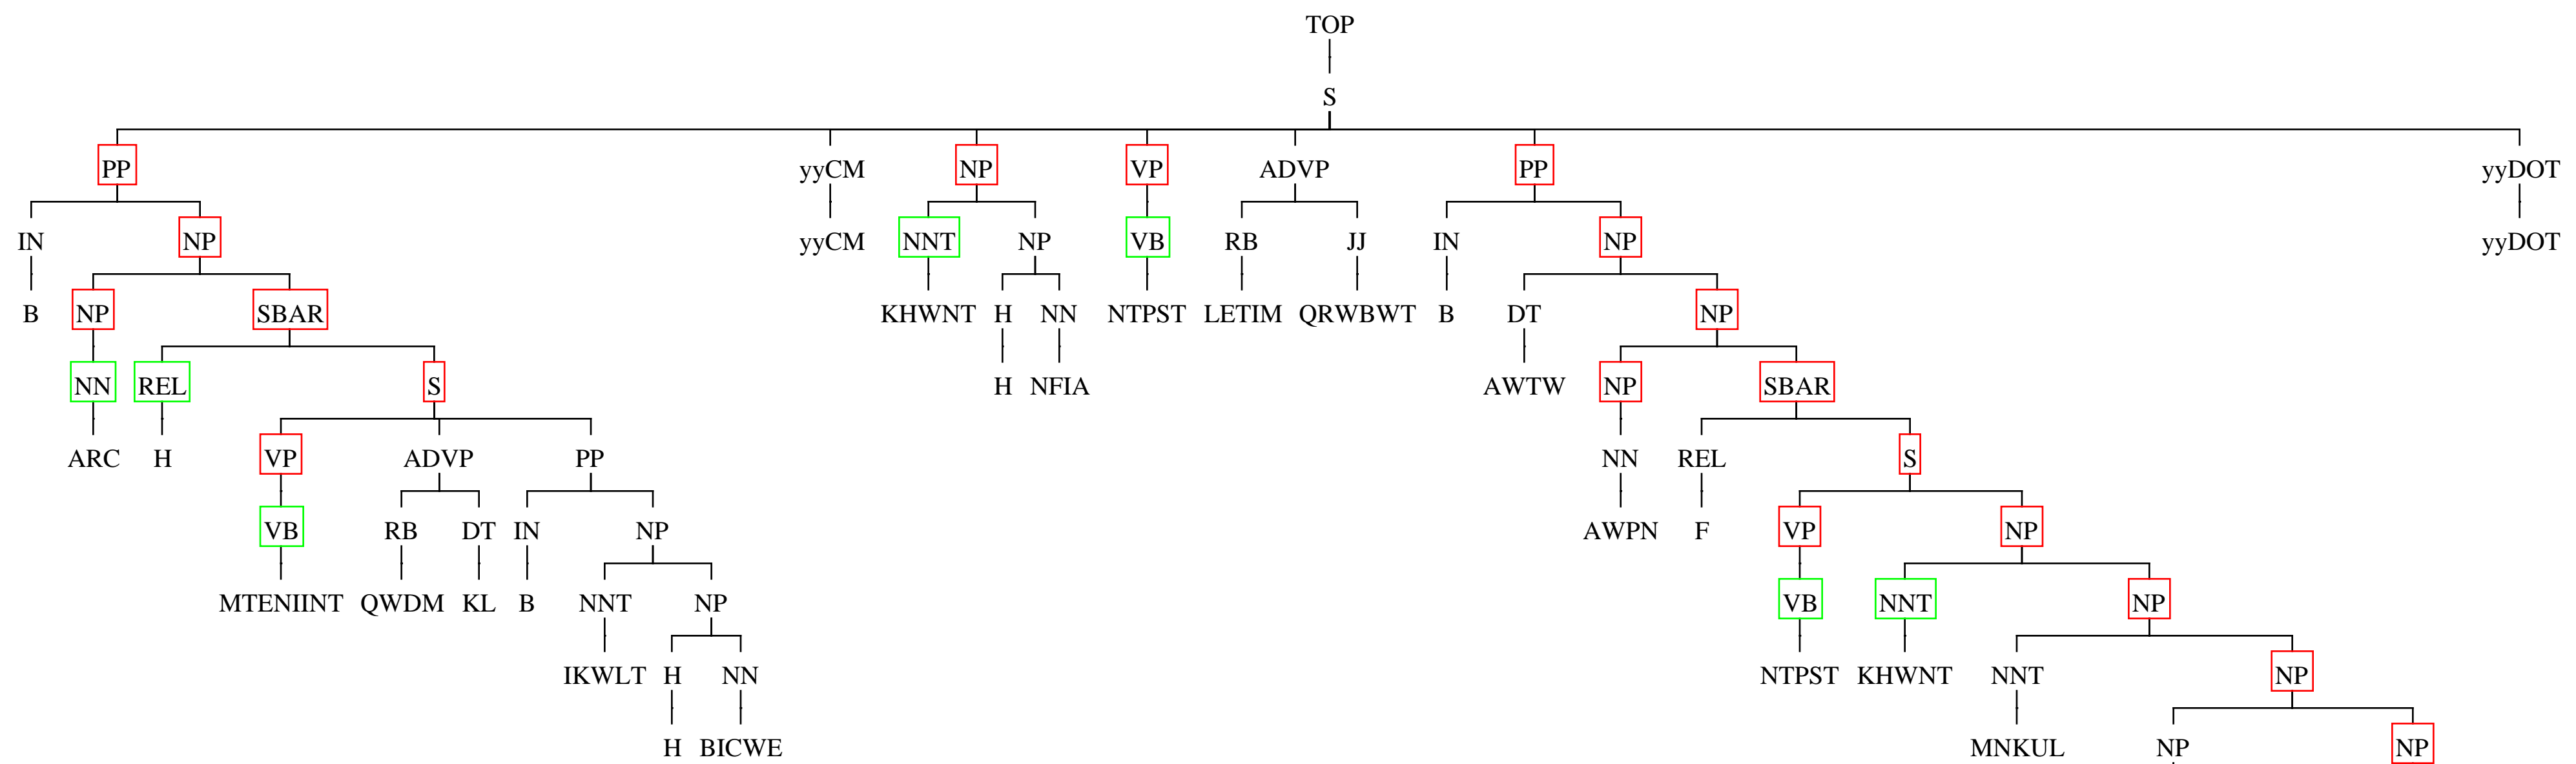 TOP
S
PP yyCM NP VP ADVP PP yyDOT
IN NP yyCM NNT NP VB RB JJ IN NP yyDOT
B NP SBAR KHWNT H NN NTPST LETIM QRWBWT B DT NP
NN REL S H NFIA AWTW NP SBAR
ARC H VP ADVP PP NN REL S
VB RB DT IN NP AWPN F VP NP
MTENIINT QWDM KL B NNT NP VB NNT NP
IKWLT H NN NTPST KHWNT NNT NP
H BICWE MNKUL NP NP